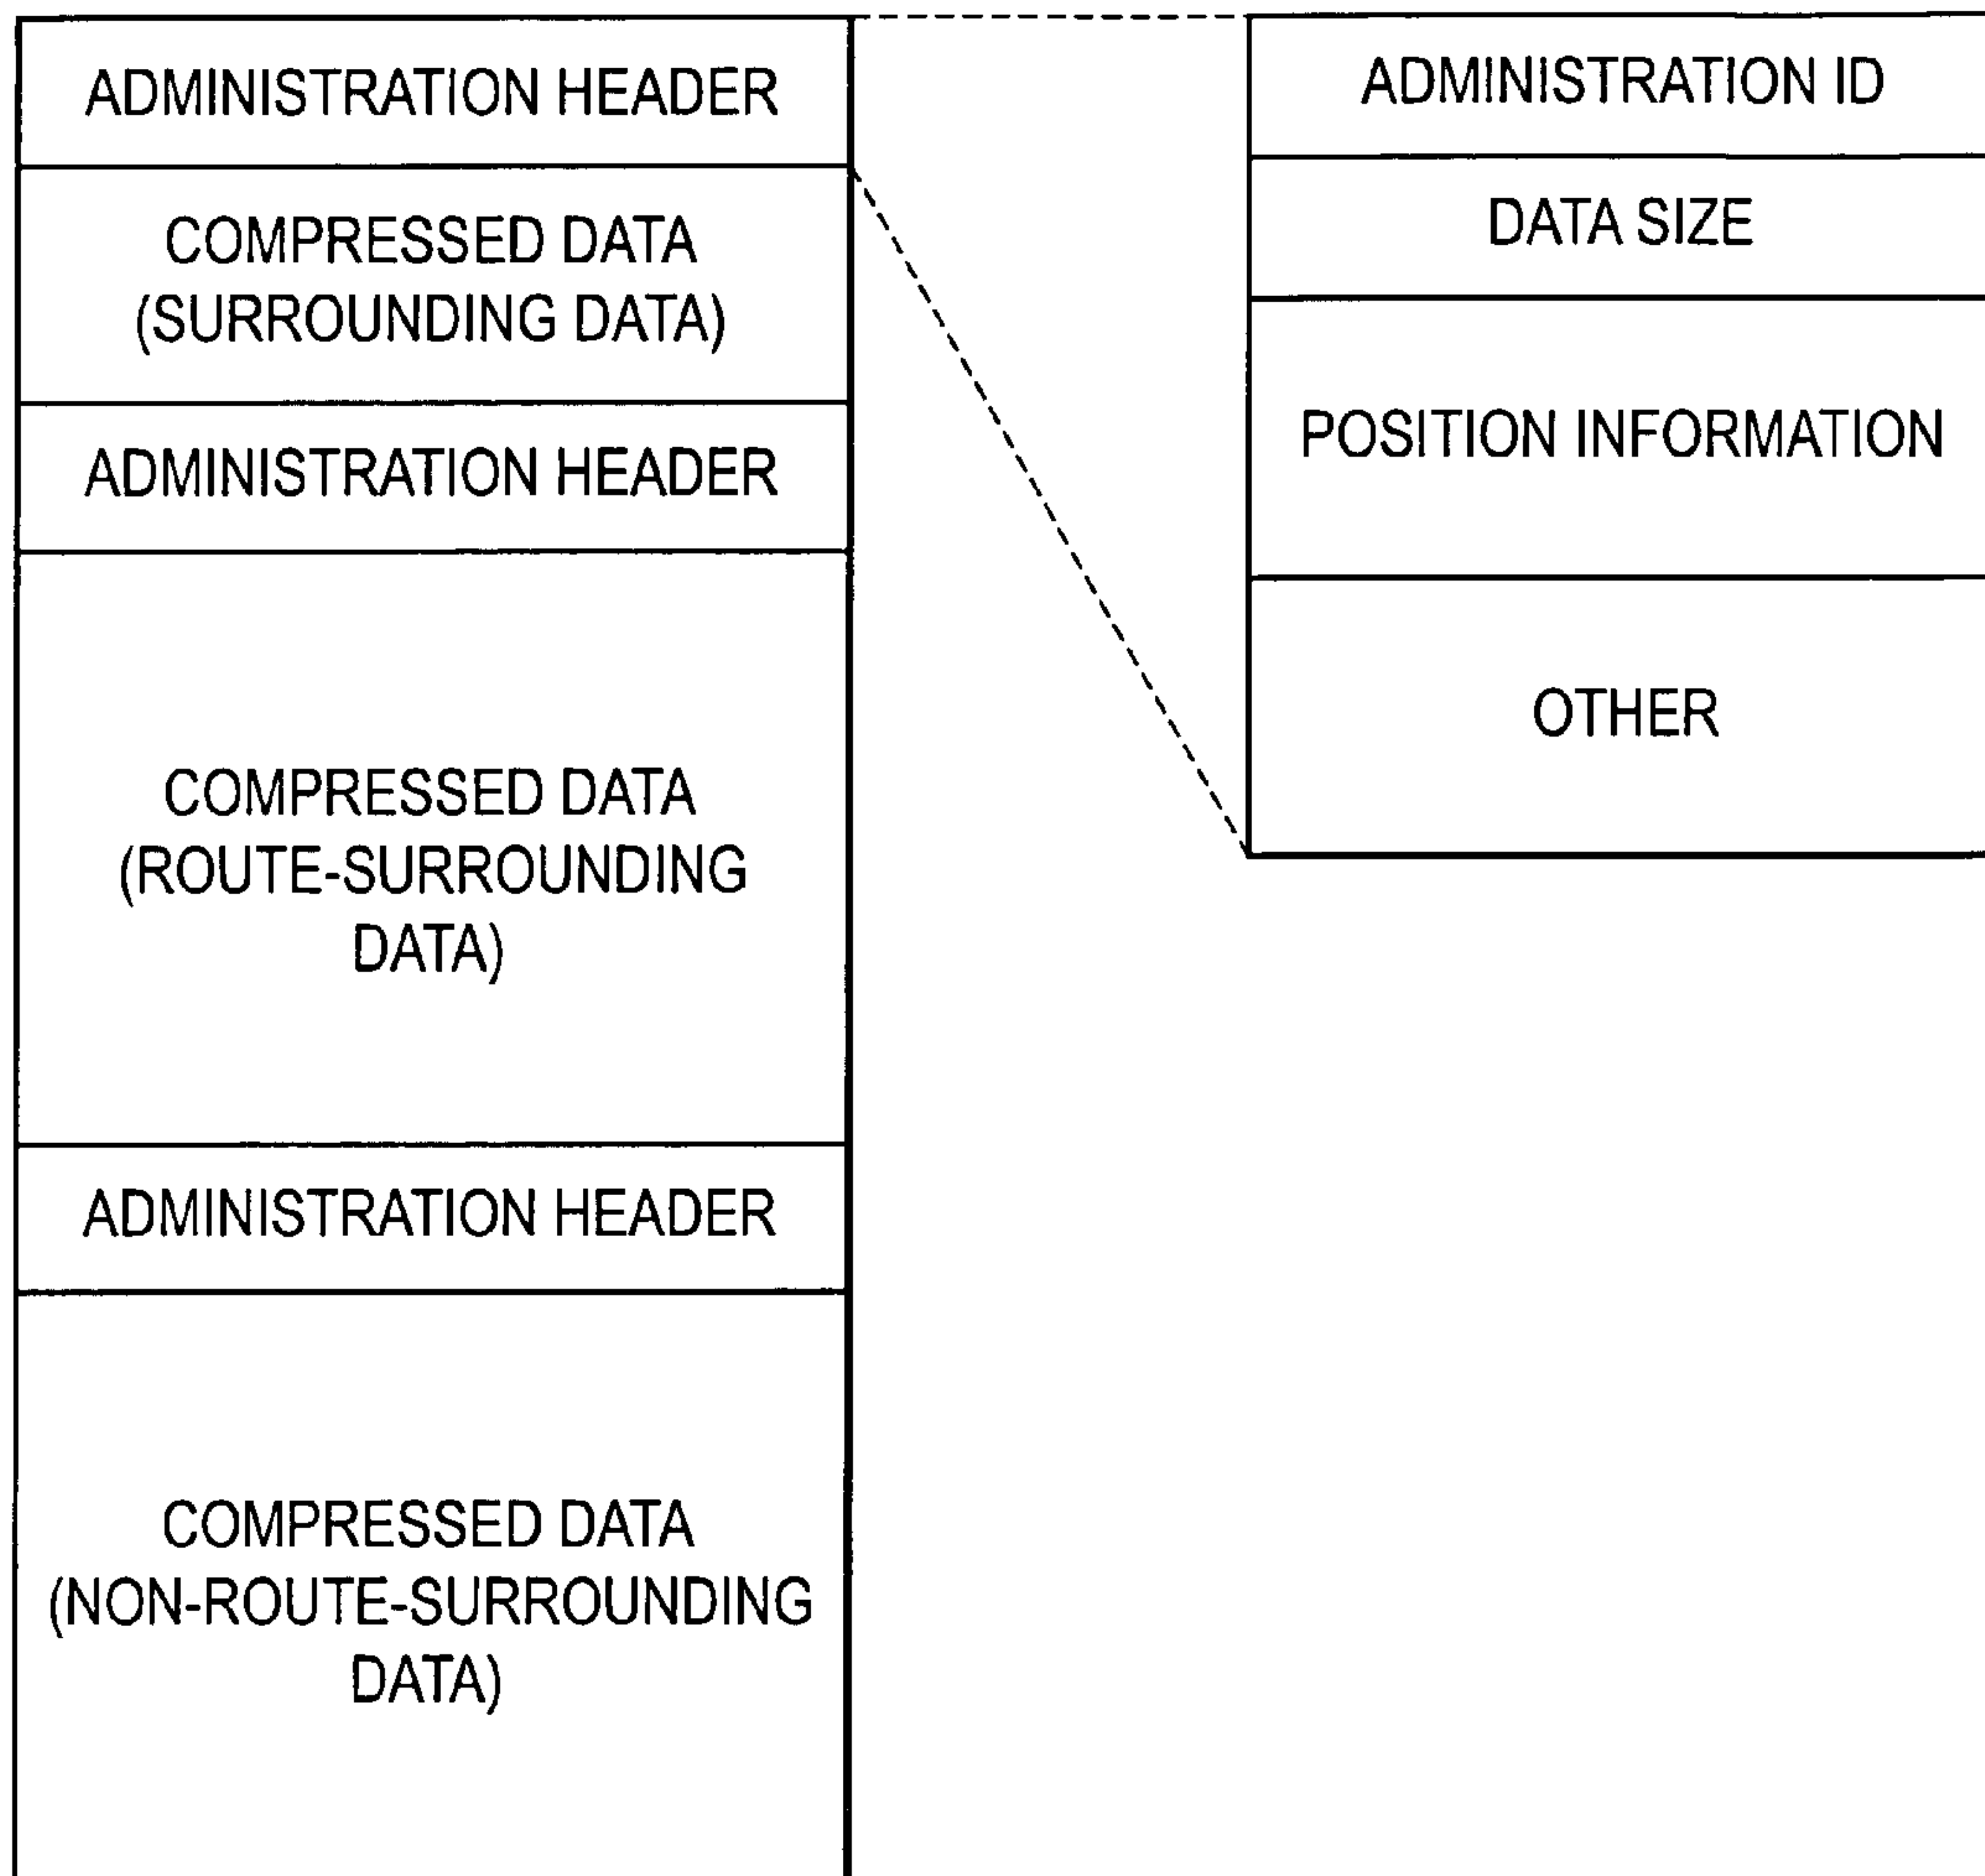 ADMINISTRATION HEADER
COMPRESSED DATA
(SURROUNDING DATA)
ADMINISTRATION HEADER
COMPRESSED DATA
(ROUTE-SURROUNDING
DATA)
ADMINISTRATION HEADER
COMPRESSED DATA
(NON-ROUTE-SURROUNDING
DATA)
ADMINISTRATION ID
DATA SIZE
POSITION INFORMATION
OTHER